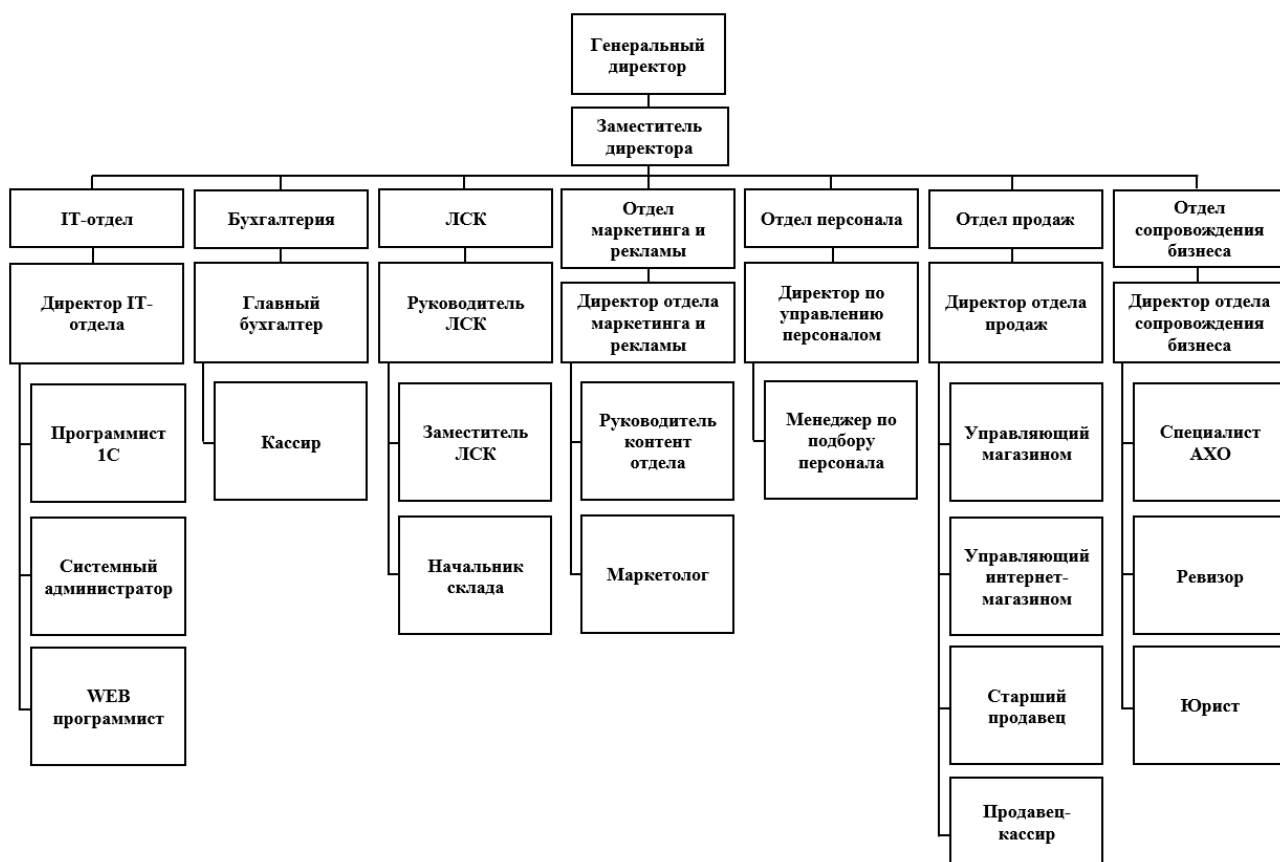 Генеральный
директор
Заместитель
директора
IT-отдел
Бухгалтерия
ЛСК
Отдел
маркетинга и
рекламы
Отдел персонала
Отдел продаж
Отдел
сопровождения
бизнеса
Директор IT-
отдела
Главный
бухгалтер
Руководитель
ЛСК
Директор отдела
маркетинга и
рекламы
Директор по
управлению
персоналом
Директор отдела
продаж
Директор отдела
сопровождения
бизнеса
Программист
1С
Кассир
Заместитель
ЛСК
Руководитель
контент
отдела
Менеджер по
подбору
персонала
Управляющий
магазином
Специалист
АХО
Системный
администратор
Начальник
склада
Маркетолог
Управляющий
интернет-
магазином
Ревизор
WEB
программист
Старший
продавец
Юрист
Продавец-
кассир